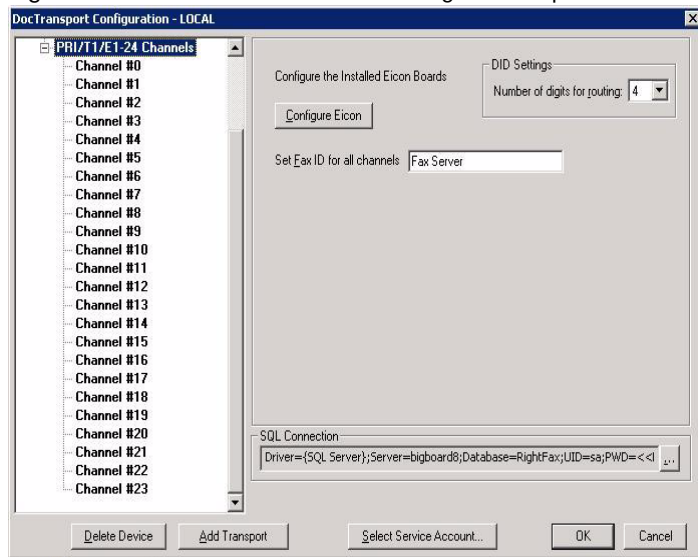 DocTransport Configuration - LOCAL
PRI/T1/E1-24 Channels
Channel #0
Channel #1
Channel #2
Channel #3
Channel #4
Channel #5
Channel #6
Channel #7
Channel #8
Channel #9
Channel #10
Channel #11
Channel #12
Channel #13
Channel #14
Channel #15
Channel #16
Channel #17
Channel #18
Channel #19
Channel #20
Channel #21
Channel #22
Channel #23
Configure the Installed Eicon Boards
Configure Eicon
DID Settings
Number of digits for routing: 4
Set Fax ID for all channels Fax Server
SQL Connection
Driver={SQL Server};Server=bigboard8;Database=RightFax;UID=sa;PWD=<<
...
Delete Device
Add Transport
Select Service Account...
OK
Cancel